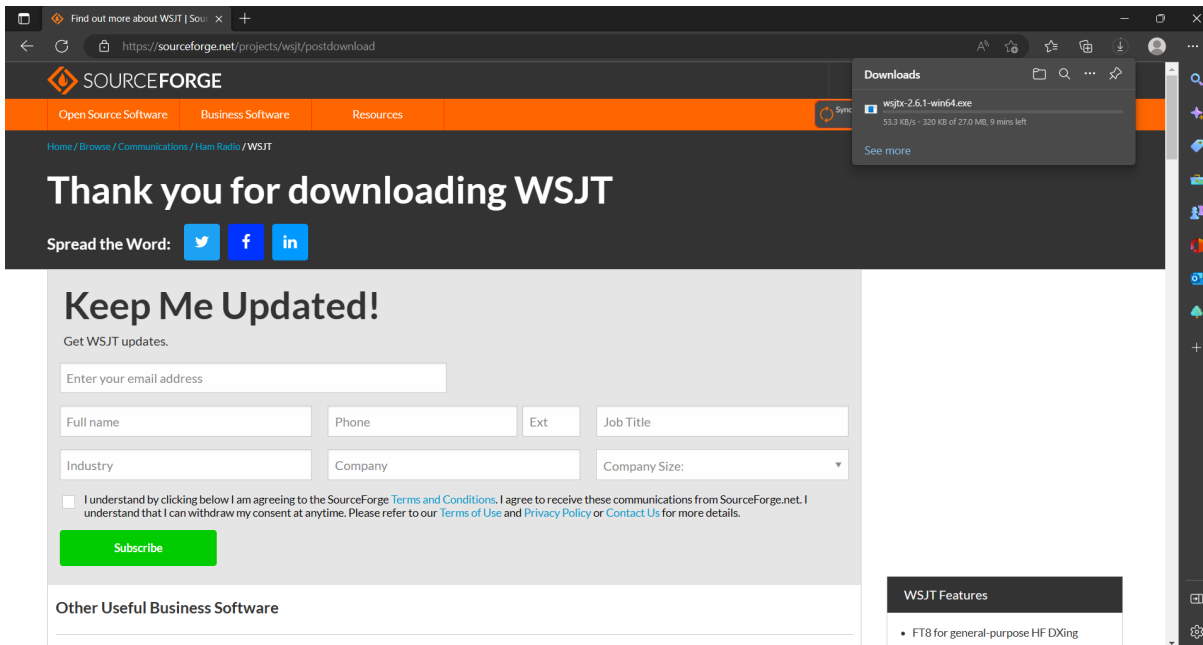 Find out more about WSJT | Sour
https://sourceforge.net/projects/wsjt/postdownload
SOURCEFORGE
Open Source Software Business Software Resources
Sync
Downloads
wsjtx-2.6.1-win64.exe
53.3 KB/s - 320 KB of 27.0 MB, 9 mins left
See more
Home / Browse / Communications / Ham Radio / WSJT
Thank you for downloading WSJT
Spread the Word:
Keep Me Updated!
Get WSJT updates.
Enter your email address
Full name Phone Ext Job Title
Industry Company Company Size:
I understand by clicking below I am agreeing to the SourceForge Terms and Conditions. I agree to receive these communications from SourceForge.net. I
understand that I can withdraw my consent at anytime. Please refer to our Terms of Use and Privacy Policy or Contact Us for more details.
Subscribe
Other Useful Business Software
WSJT Features
• FT8 for general-purpose HF DXing